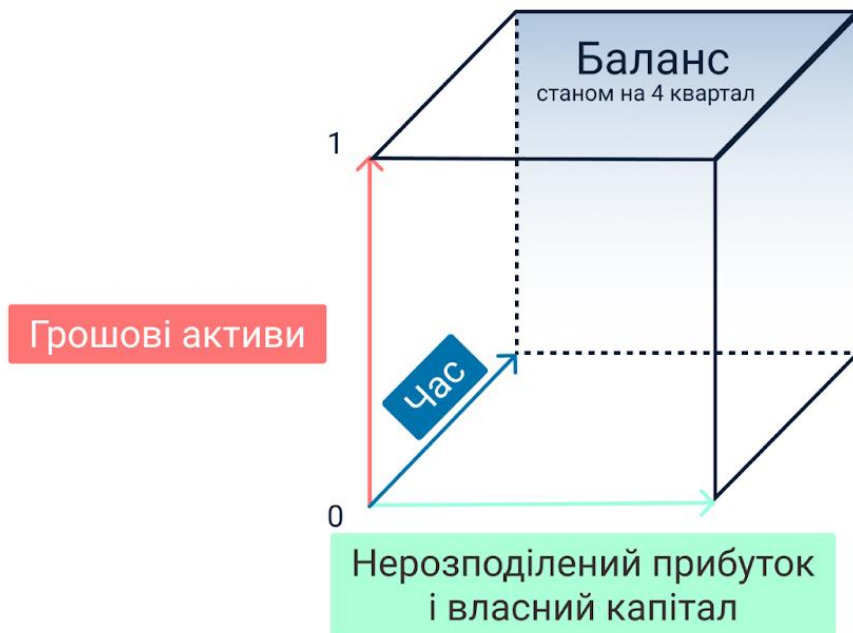 Баланс
станом на 4 квартал
1
Грошові активи
Час
0
Нерозподілений прибуток
і власний капітал